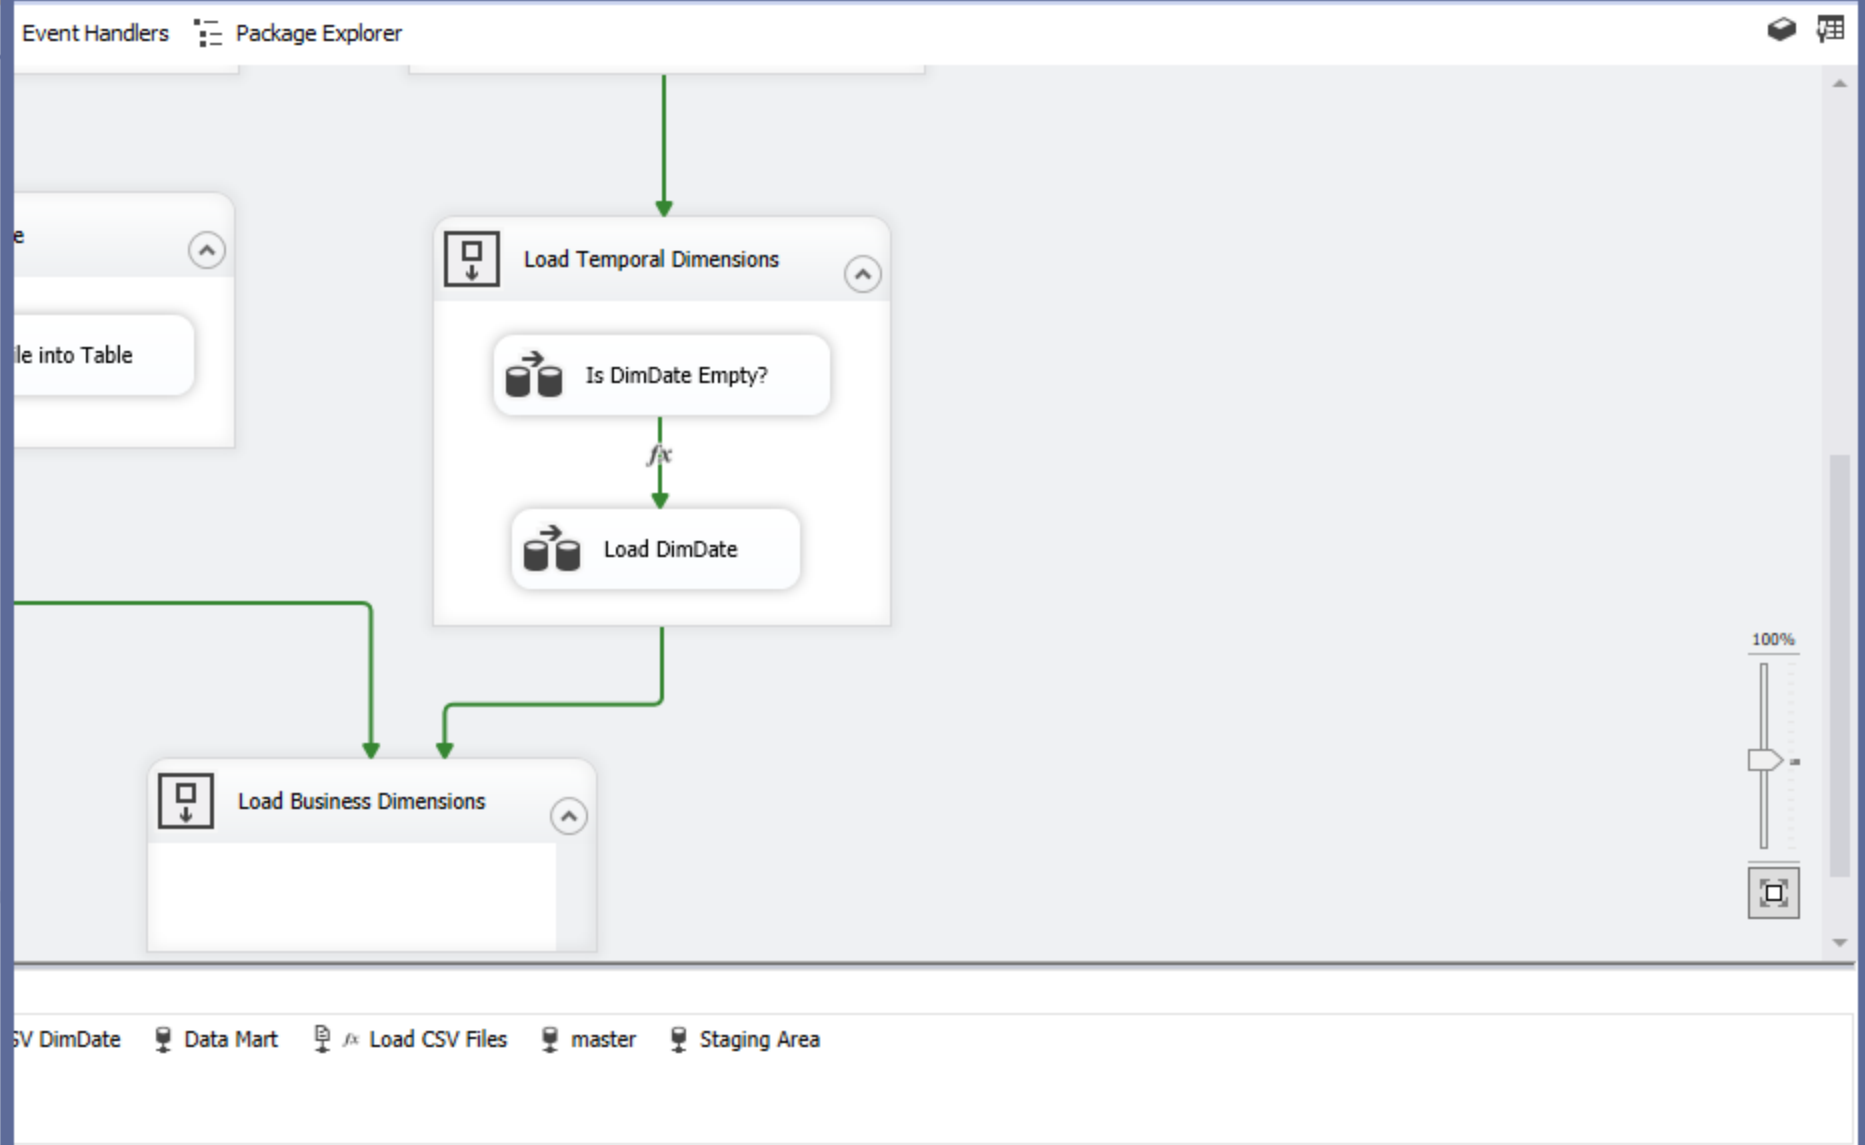 Event Handlers Package Explorer
e
Load Temporal Dimensions
ile into Table
Is DimDate Empty?
fx
Load DimDate
100%
Load Business Dimensions
SV DimDate Data Mart fx Load CSV Files master Staging Area